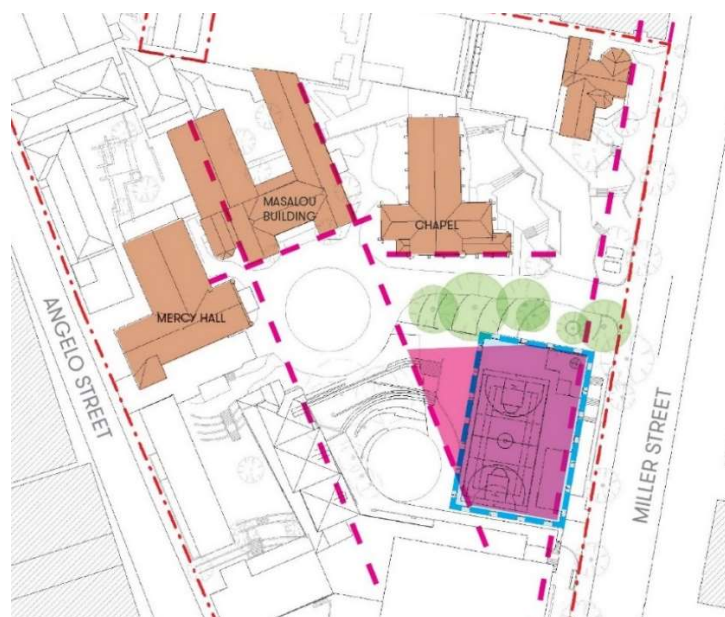 MASALOU
BUILDING
CHAPEL
MERCY HALL
ANGELO STREET
MILLER STREET